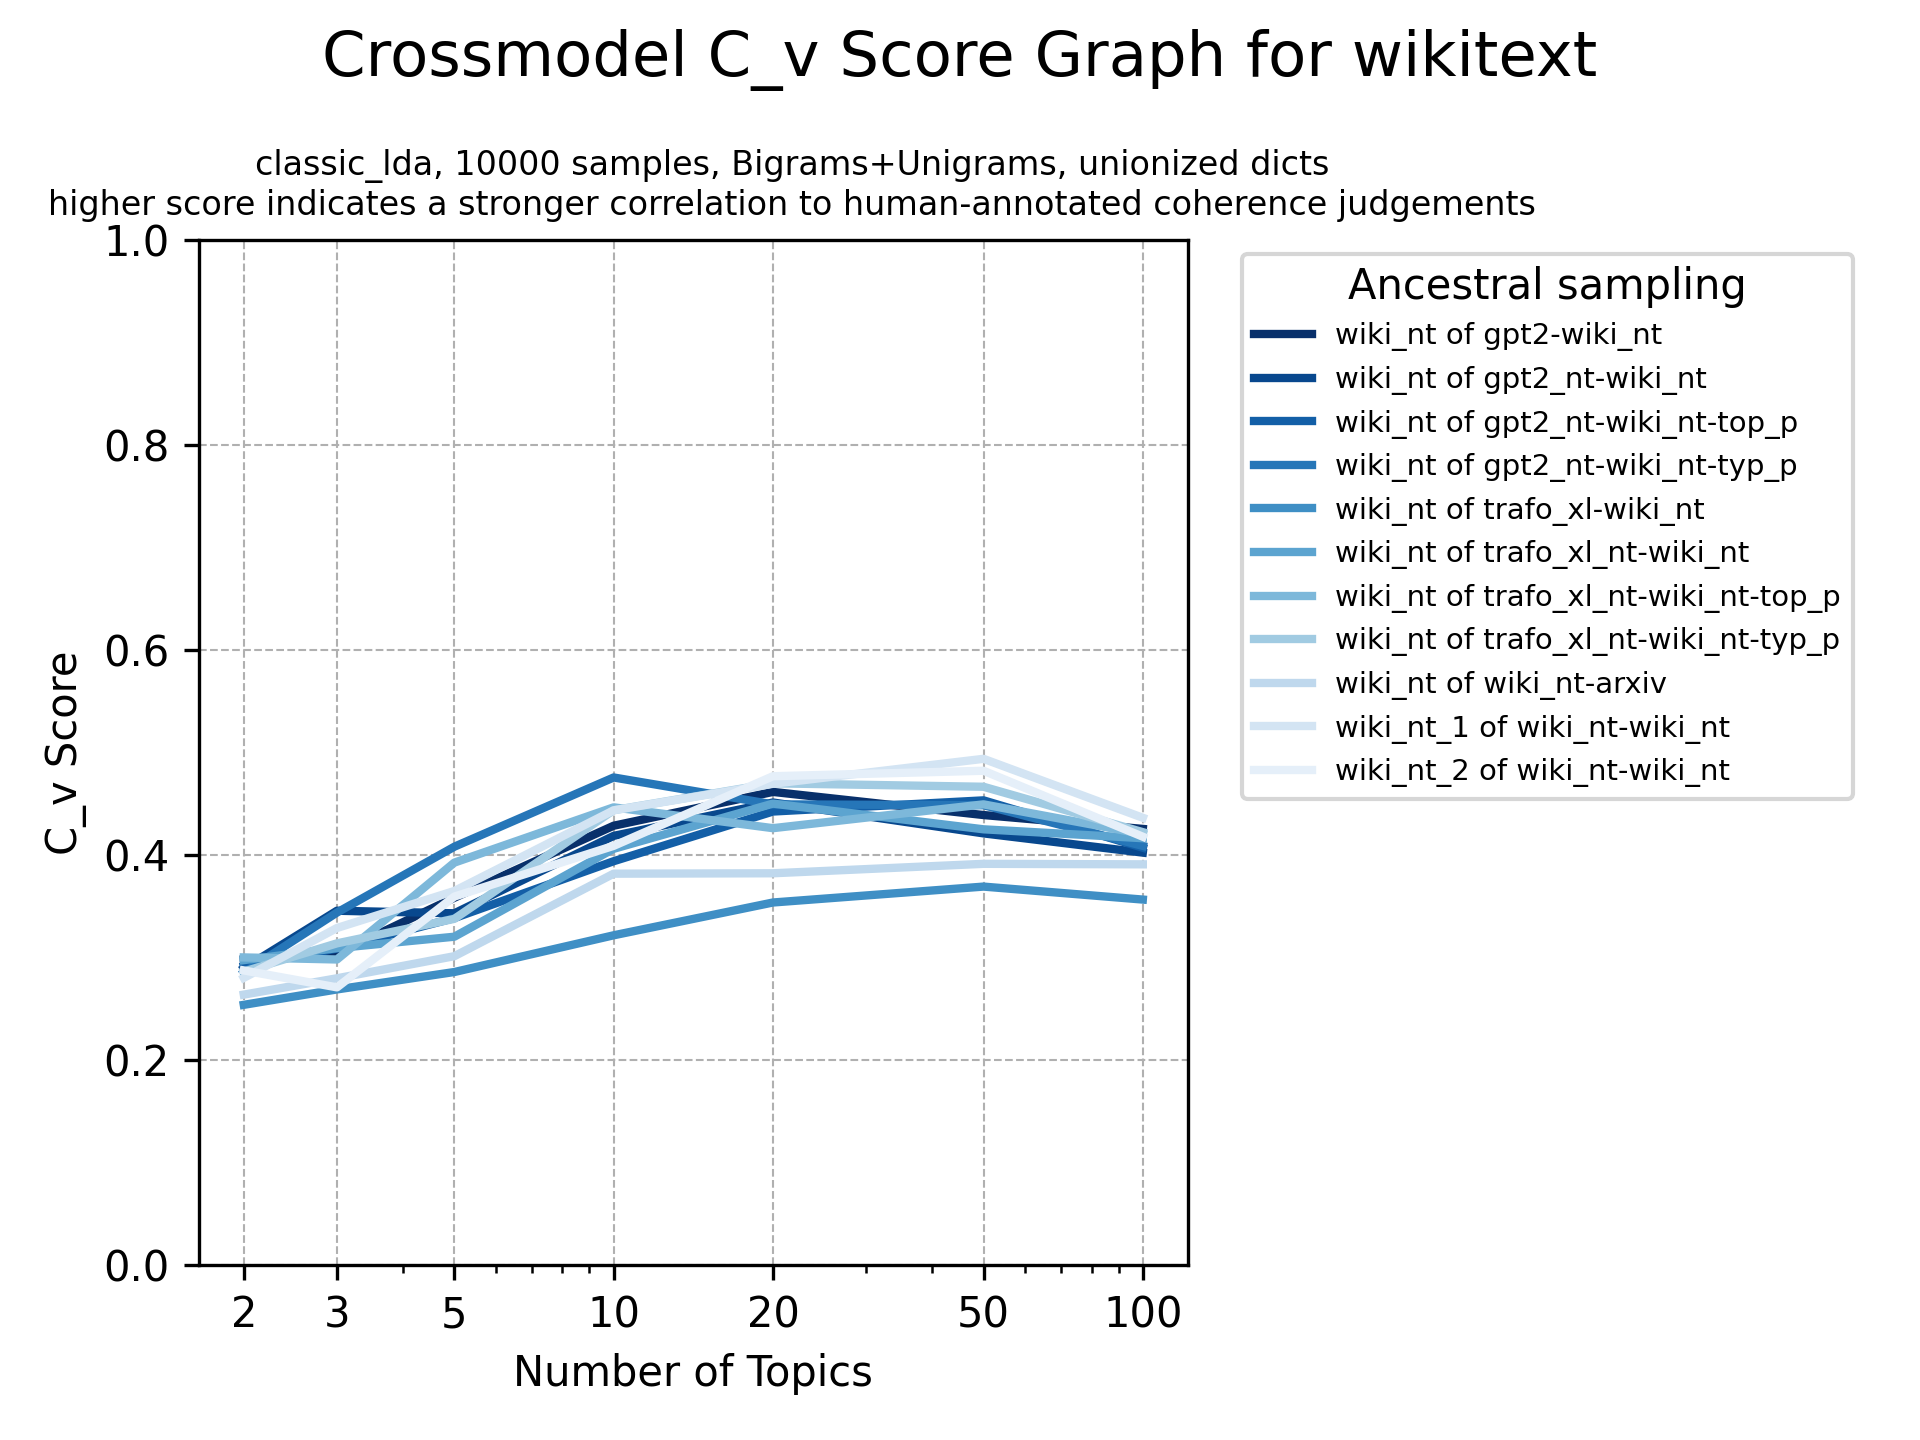 Crossmodel C_v Score Graph for wikitext
classic_lda, 10000 samples, Bigrams+Unigrams, unionized dicts
higher score indicates a stronger correlation to human-annotated coherence judgements
1.0
0.8
0.6
0.4
0.2
0.0
C_v Score
2 3 5 10 20 50 100
Number of Topics
Ancestral sampling
wiki_nt of gpt2-wiki_nt
wiki_nt of gpt2_nt-wiki_nt
wiki_nt of gpt2_nt-wiki_nt-top_p
wiki_nt of gpt2_nt-wiki_nt-typ_p
wiki_nt of trafo_xl-wiki_nt
wiki_nt of trafo_xl_nt-wiki_nt
wiki_nt of trafo_xl_nt-wiki_nt-top_p
wiki_nt of trafo_xl_nt-wiki_nt-typ_p
wiki_nt of wiki_nt-arxiv
wiki_nt_1 of wiki_nt-wiki_nt
wiki_nt_2 of wiki_nt-wiki_nt